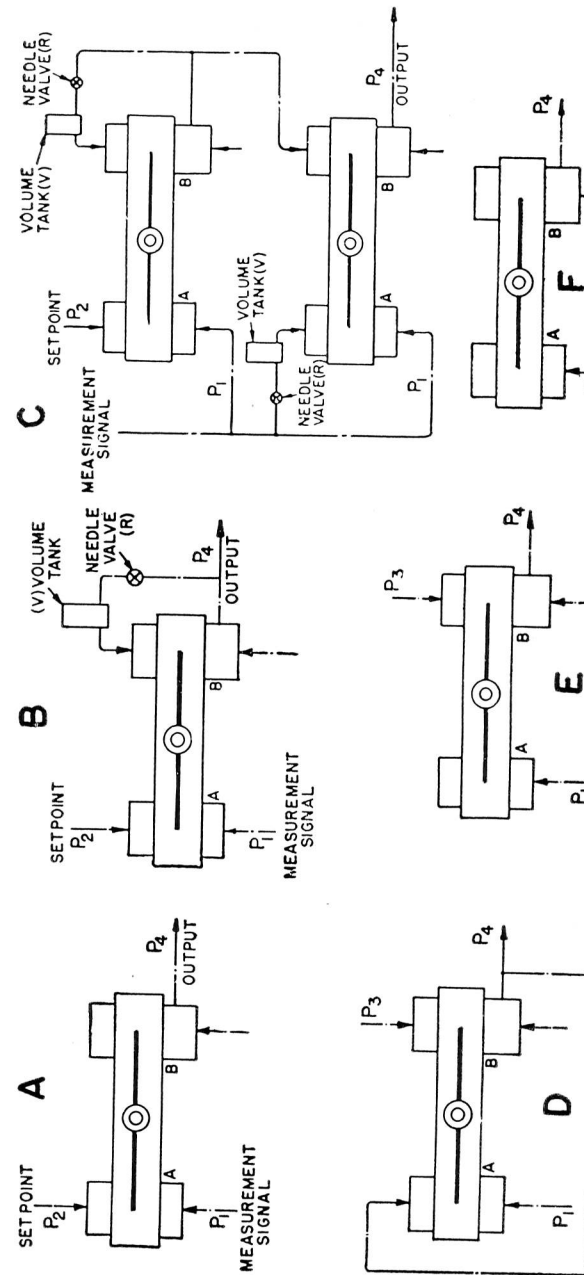 A
SET POINT
P2
P4
OUTPUT
A
B
P1
MEASUREMENT
SIGNAL
B
(V) VOLUME
TANK
NEEDLE
VALVE
(R)
SETPOINT
P2
P4
OUTPUT
A
B
P1
MEASUREMENT
SIGNAL
C
VOLUME
TANK(V)
NEEDLE
VALVE(R)
SET POINT
P2
MEASUREMENT
SIGNAL
A
B
VOLUME
TANK(V)
NEEDLE
VALVE(R)
P1
P4
OUTPUT
A
B
D
P3
P4
A
B
P1
E
P3
P4
A
B
P1
F
P4
A
B